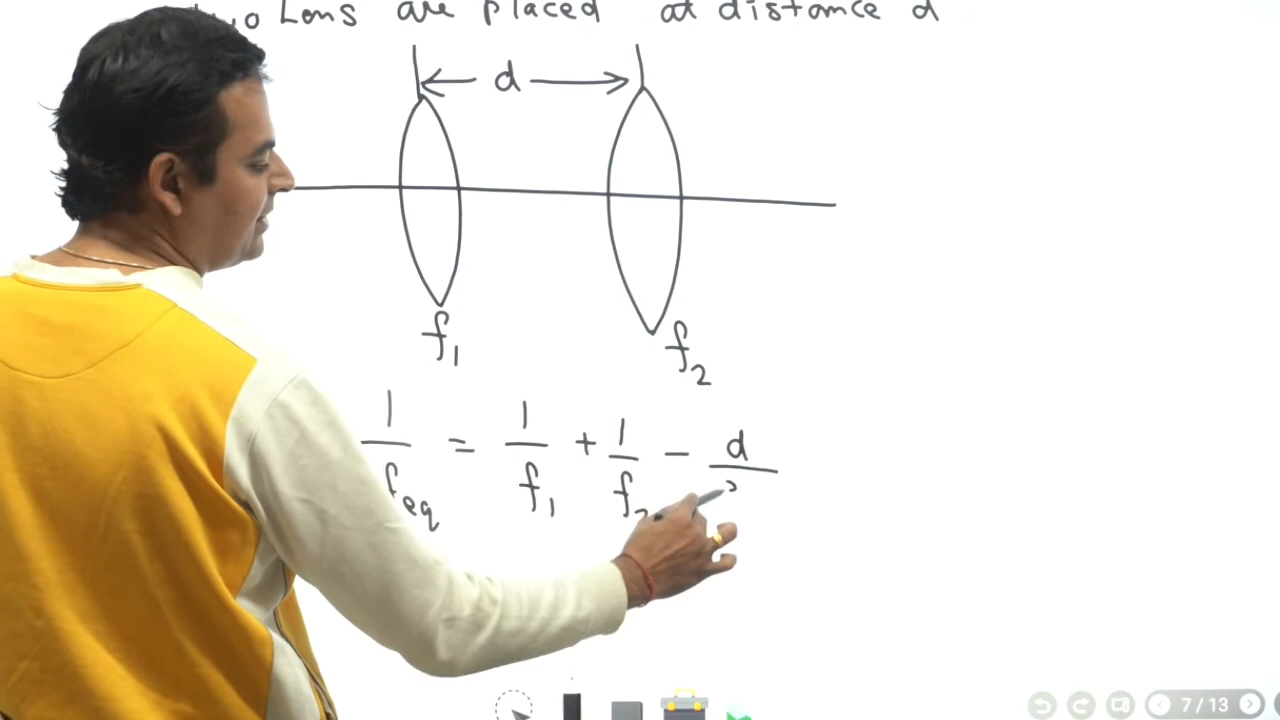 Lens are placed at distance d
d
f1 f2
1/feq = 1/f1 + 1/f2 - d/
7 / 13